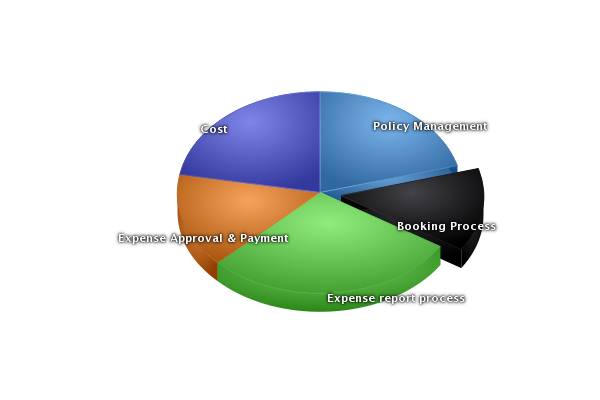 Policy Management
Cost
Booking Process
Expense Approval & Payment
Expense report process